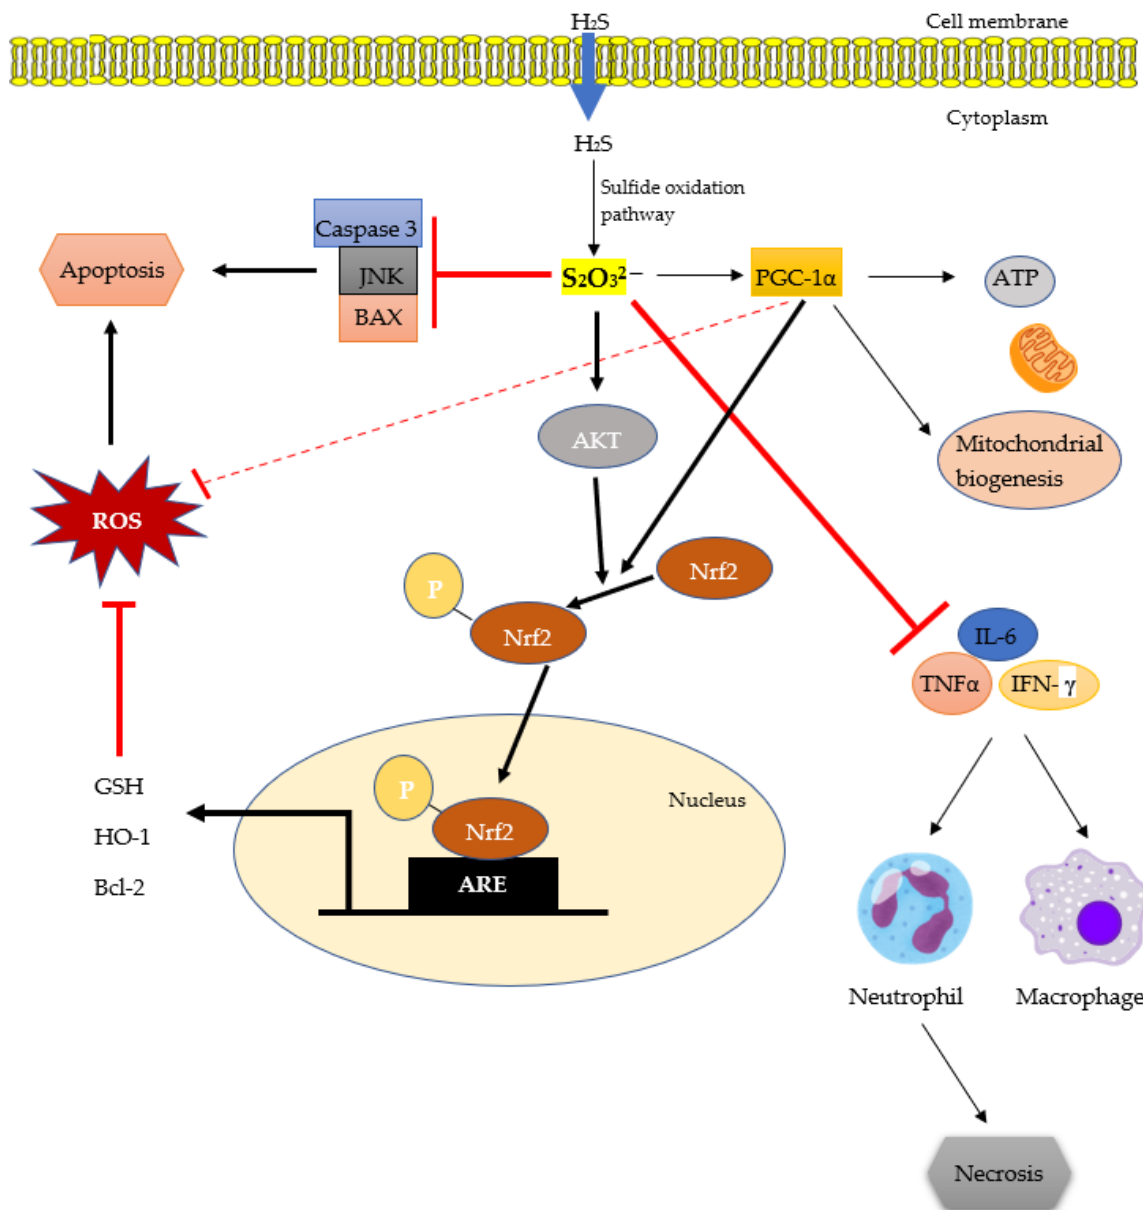 H₂S
Cell membrane
Cytoplasm
H₂S
Sulfide oxidation
pathway
Caspase 3
JNK
BAX
Apoptosis
S₂O₃²⁻
PGC-1α
ATP
AKT
Mitochondrial
biogenesis
ROS
P
Nrf2
Nrf2
IL-6
TNFα
IFN- γ
Nucleus
P
Nrf2
ARE
GSH
HO-1
Bcl-2
Neutrophil
Macrophage
Necrosis